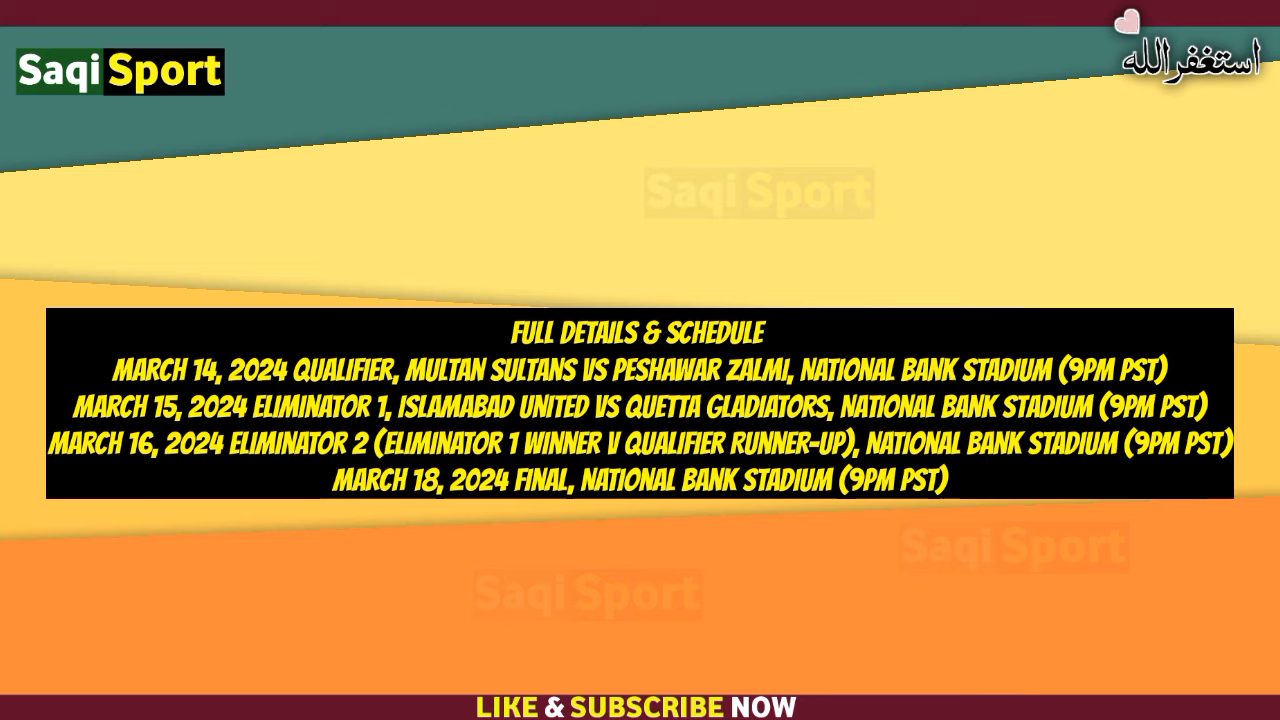 Saqi Sport
استغفرالله
Saqi Sport
FULL DETAILS & SCHEDULE
MARCH 14, 2024 QUALIFIER, MULTAN SULTANS VS PESHAWAR ZALMI, NATIONAL BANK STADIUM (9PM PST)
MARCH 15, 2024 ELIMINATOR 1, ISLAMABAD UNITED VS QUETTA GLADIATORS, NATIONAL BANK STADIUM (9PM PST)
MARCH 16, 2024 ELIMINATOR 2 (ELIMINATOR 1 WINNER V QUALIFIER RUNNER-UP), NATIONAL BANK STADIUM (9PM PST)
MARCH 18, 2024 FINAL, NATIONAL BANK STADIUM (9PM PST)
Saqi Sport
Saqi Sport
LIKE & SUBSCRIBE NOW